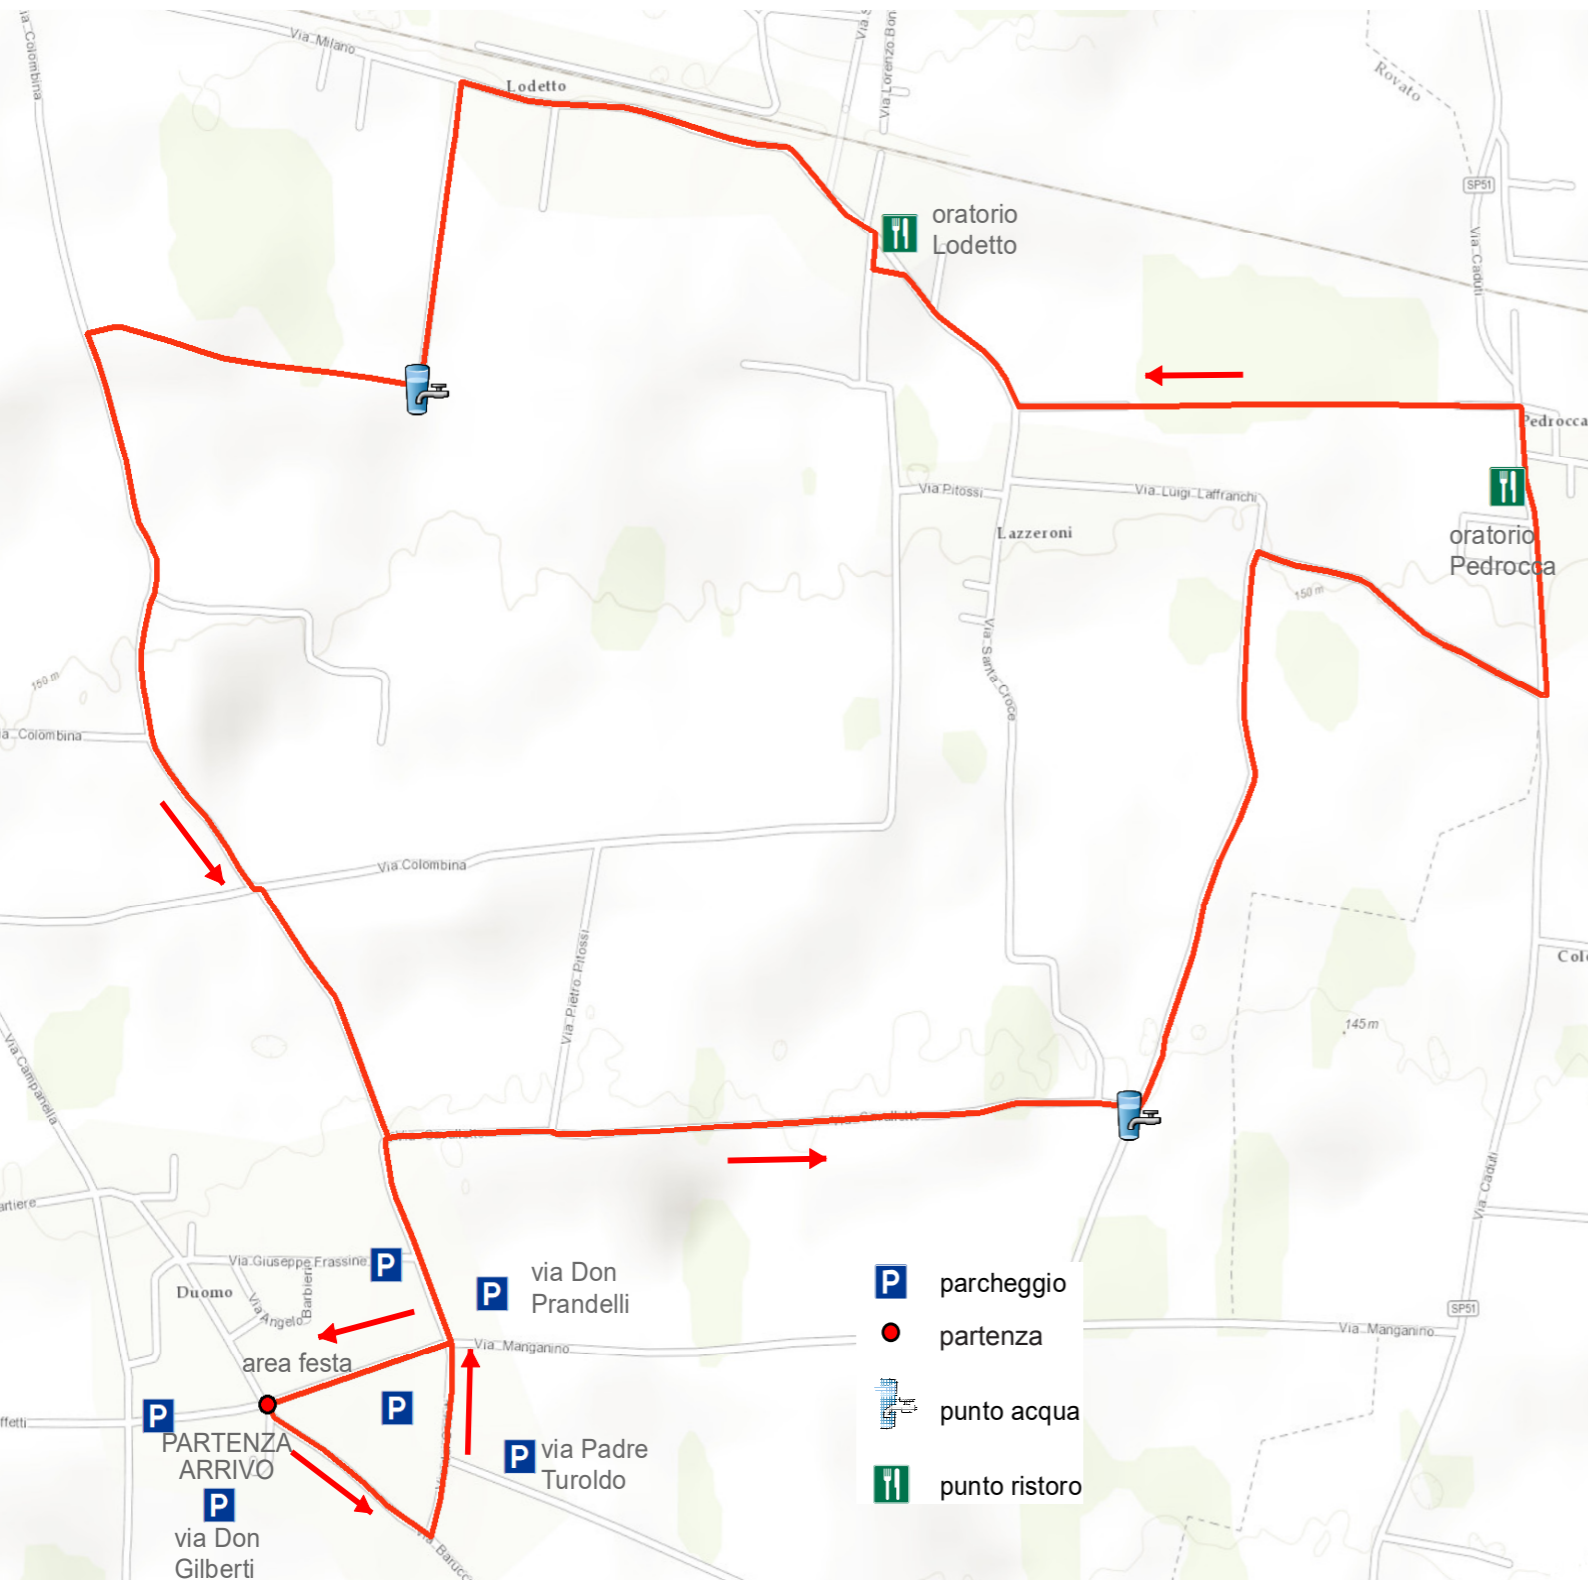 Via Milano
Via Colombina
Lodetto
Via Lorenzo Bon
Rovato
SP51
Via Caduti
oratorio
Lodetto
Pedrocca
Via Pitossi
Via Luigi Laffranchi
Lazzeroni
oratorio
Pedrocca
150 m
Via Santa Croce
150 m
a Colombina
Via Colombina
Via Pietro Pitossi
Via Campanella
145 m
Via Caduti
artiere
Via Giuseppe Frassine
P
P
via Don
Prandelli
Duomo
Via Angelo
Barbieri
area festa
Via Manganino
P
parcheggio
partenza
punto acqua
punto ristoro
SP51
Via Manganino
ffetti
P
P
PARTENZA
ARRIVO
P
via Don
Gilberti
P
via Padre
Turoldo